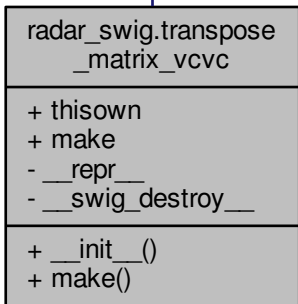 radar_swig.transpose
_matrix_vcvc
+ thisown
+ make
- __repr__
- __swig_destroy__
+ __init__()
+ make()